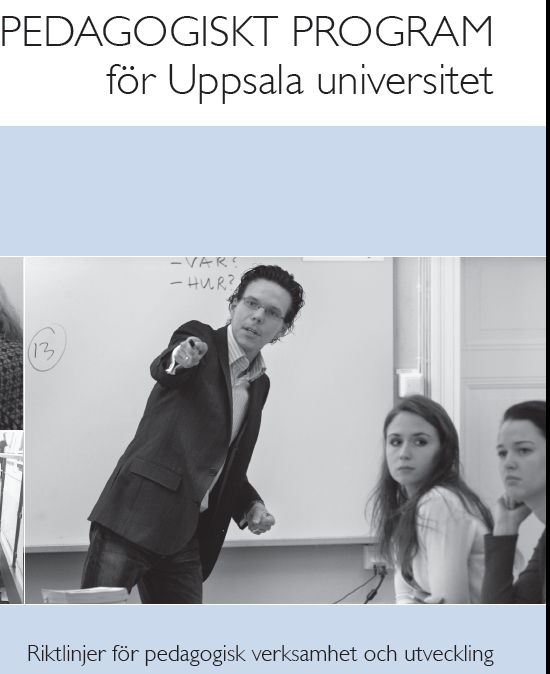 PEDAGOGISKT PROGRAM
för Uppsala universitet
– VAR?
– HUR?
13
Riktlinjer för pedagogisk verksamhet och utveckling